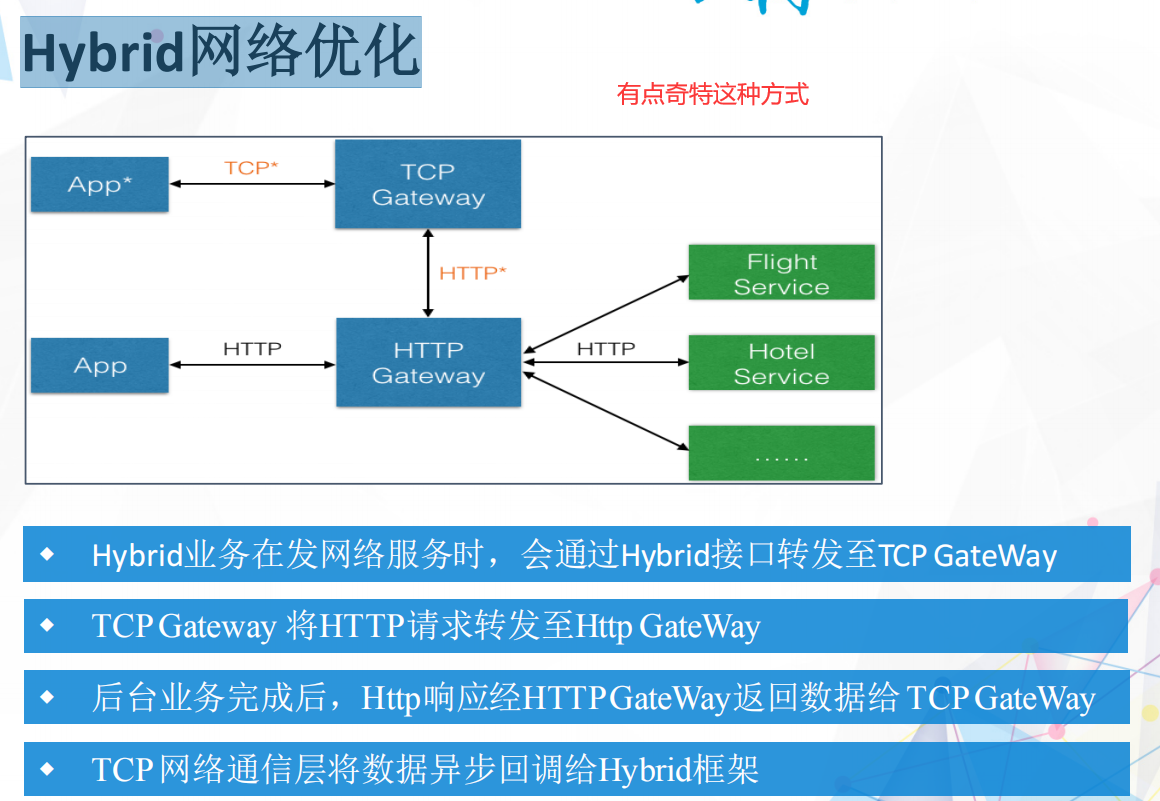 Hybrid网络优化
有点奇特这种方式
App*
TCP*
TCP
Gateway
HTTP*
Flight
Service
App
HTTP
HTTP
Gateway
HTTP
Hotel
Service
......
Hybrid业务在发网络服务时，会通过Hybrid接口转发至TCP GateWay
TCP Gateway 将HTTP请求转发至Http GateWay
后台业务完成后，Http响应经HTTP GateWay返回数据给 TCP GateWay
TCP 网络通信层将数据异步回调给Hybrid框架